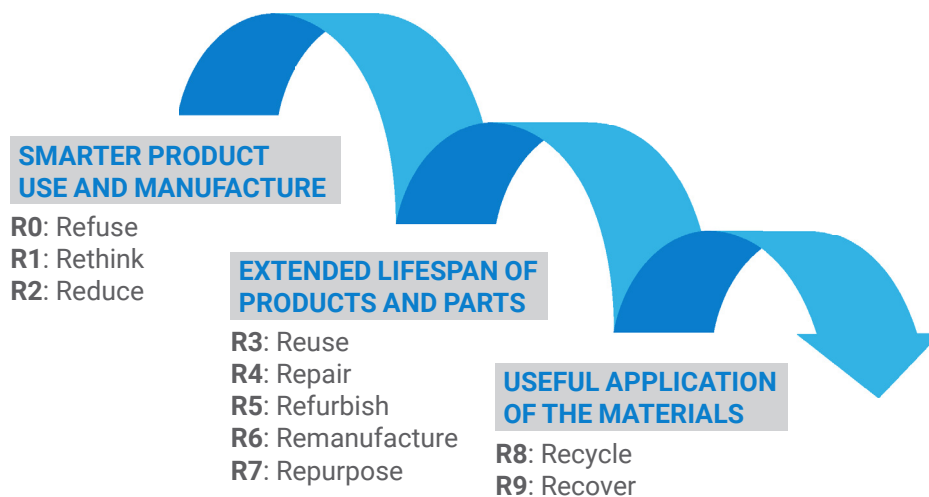 SMARTER PRODUCT
USE AND MANUFACTURE
R0: Refuse
R1: Rethink
R2: Reduce
EXTENDED LIFESPAN OF
PRODUCTS AND PARTS
R3: Reuse
R4: Repair
R5: Refurbish
R6: Remanufacture
R7: Repurpose
USEFUL APPLICATION
OF THE MATERIALS
R8: Recycle
R9: Recover